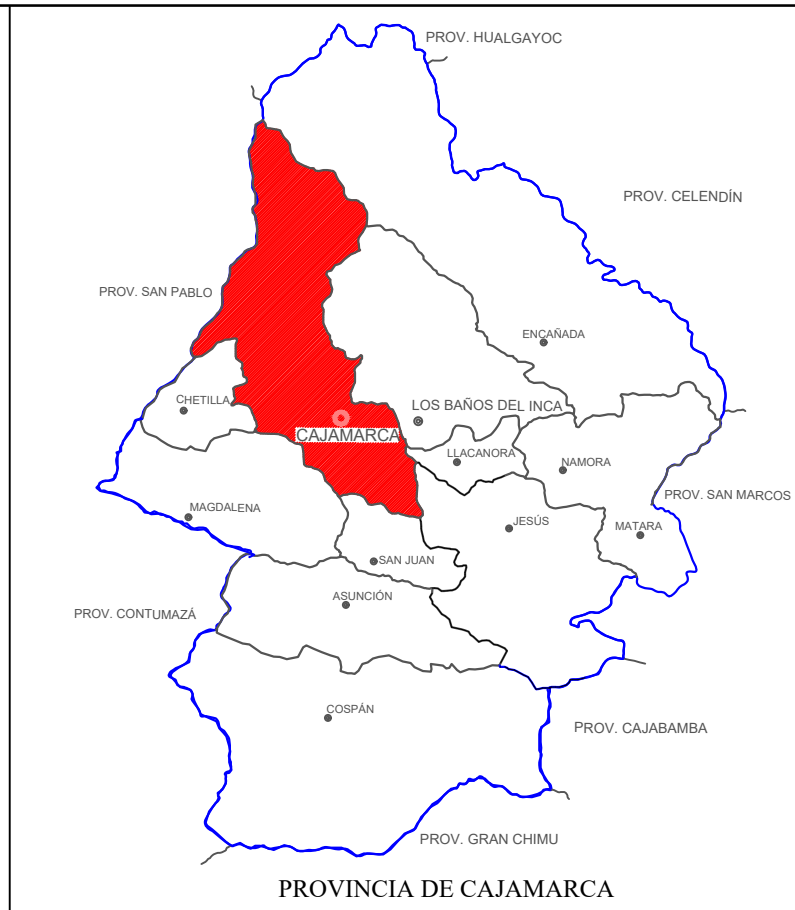 PROV. HUALGAYOC
PROV. CELENDÍN
PROV. SAN PABLO
ENCAÑADA
CHETILLA
LOS BAÑOS DEL INCA
CAJAMARCA
LLACANORA
NAMORA
PROV. SAN MARCOS
MAGDALENA
JESÚS
MATARA
SAN JUAN
ASUNCIÓN
PROV. CONTUMAZÁ
COSPÁN
PROV. CAJABAMBA
PROV. GRAN CHIMU
PROVINCIA DE CAJAMARCA